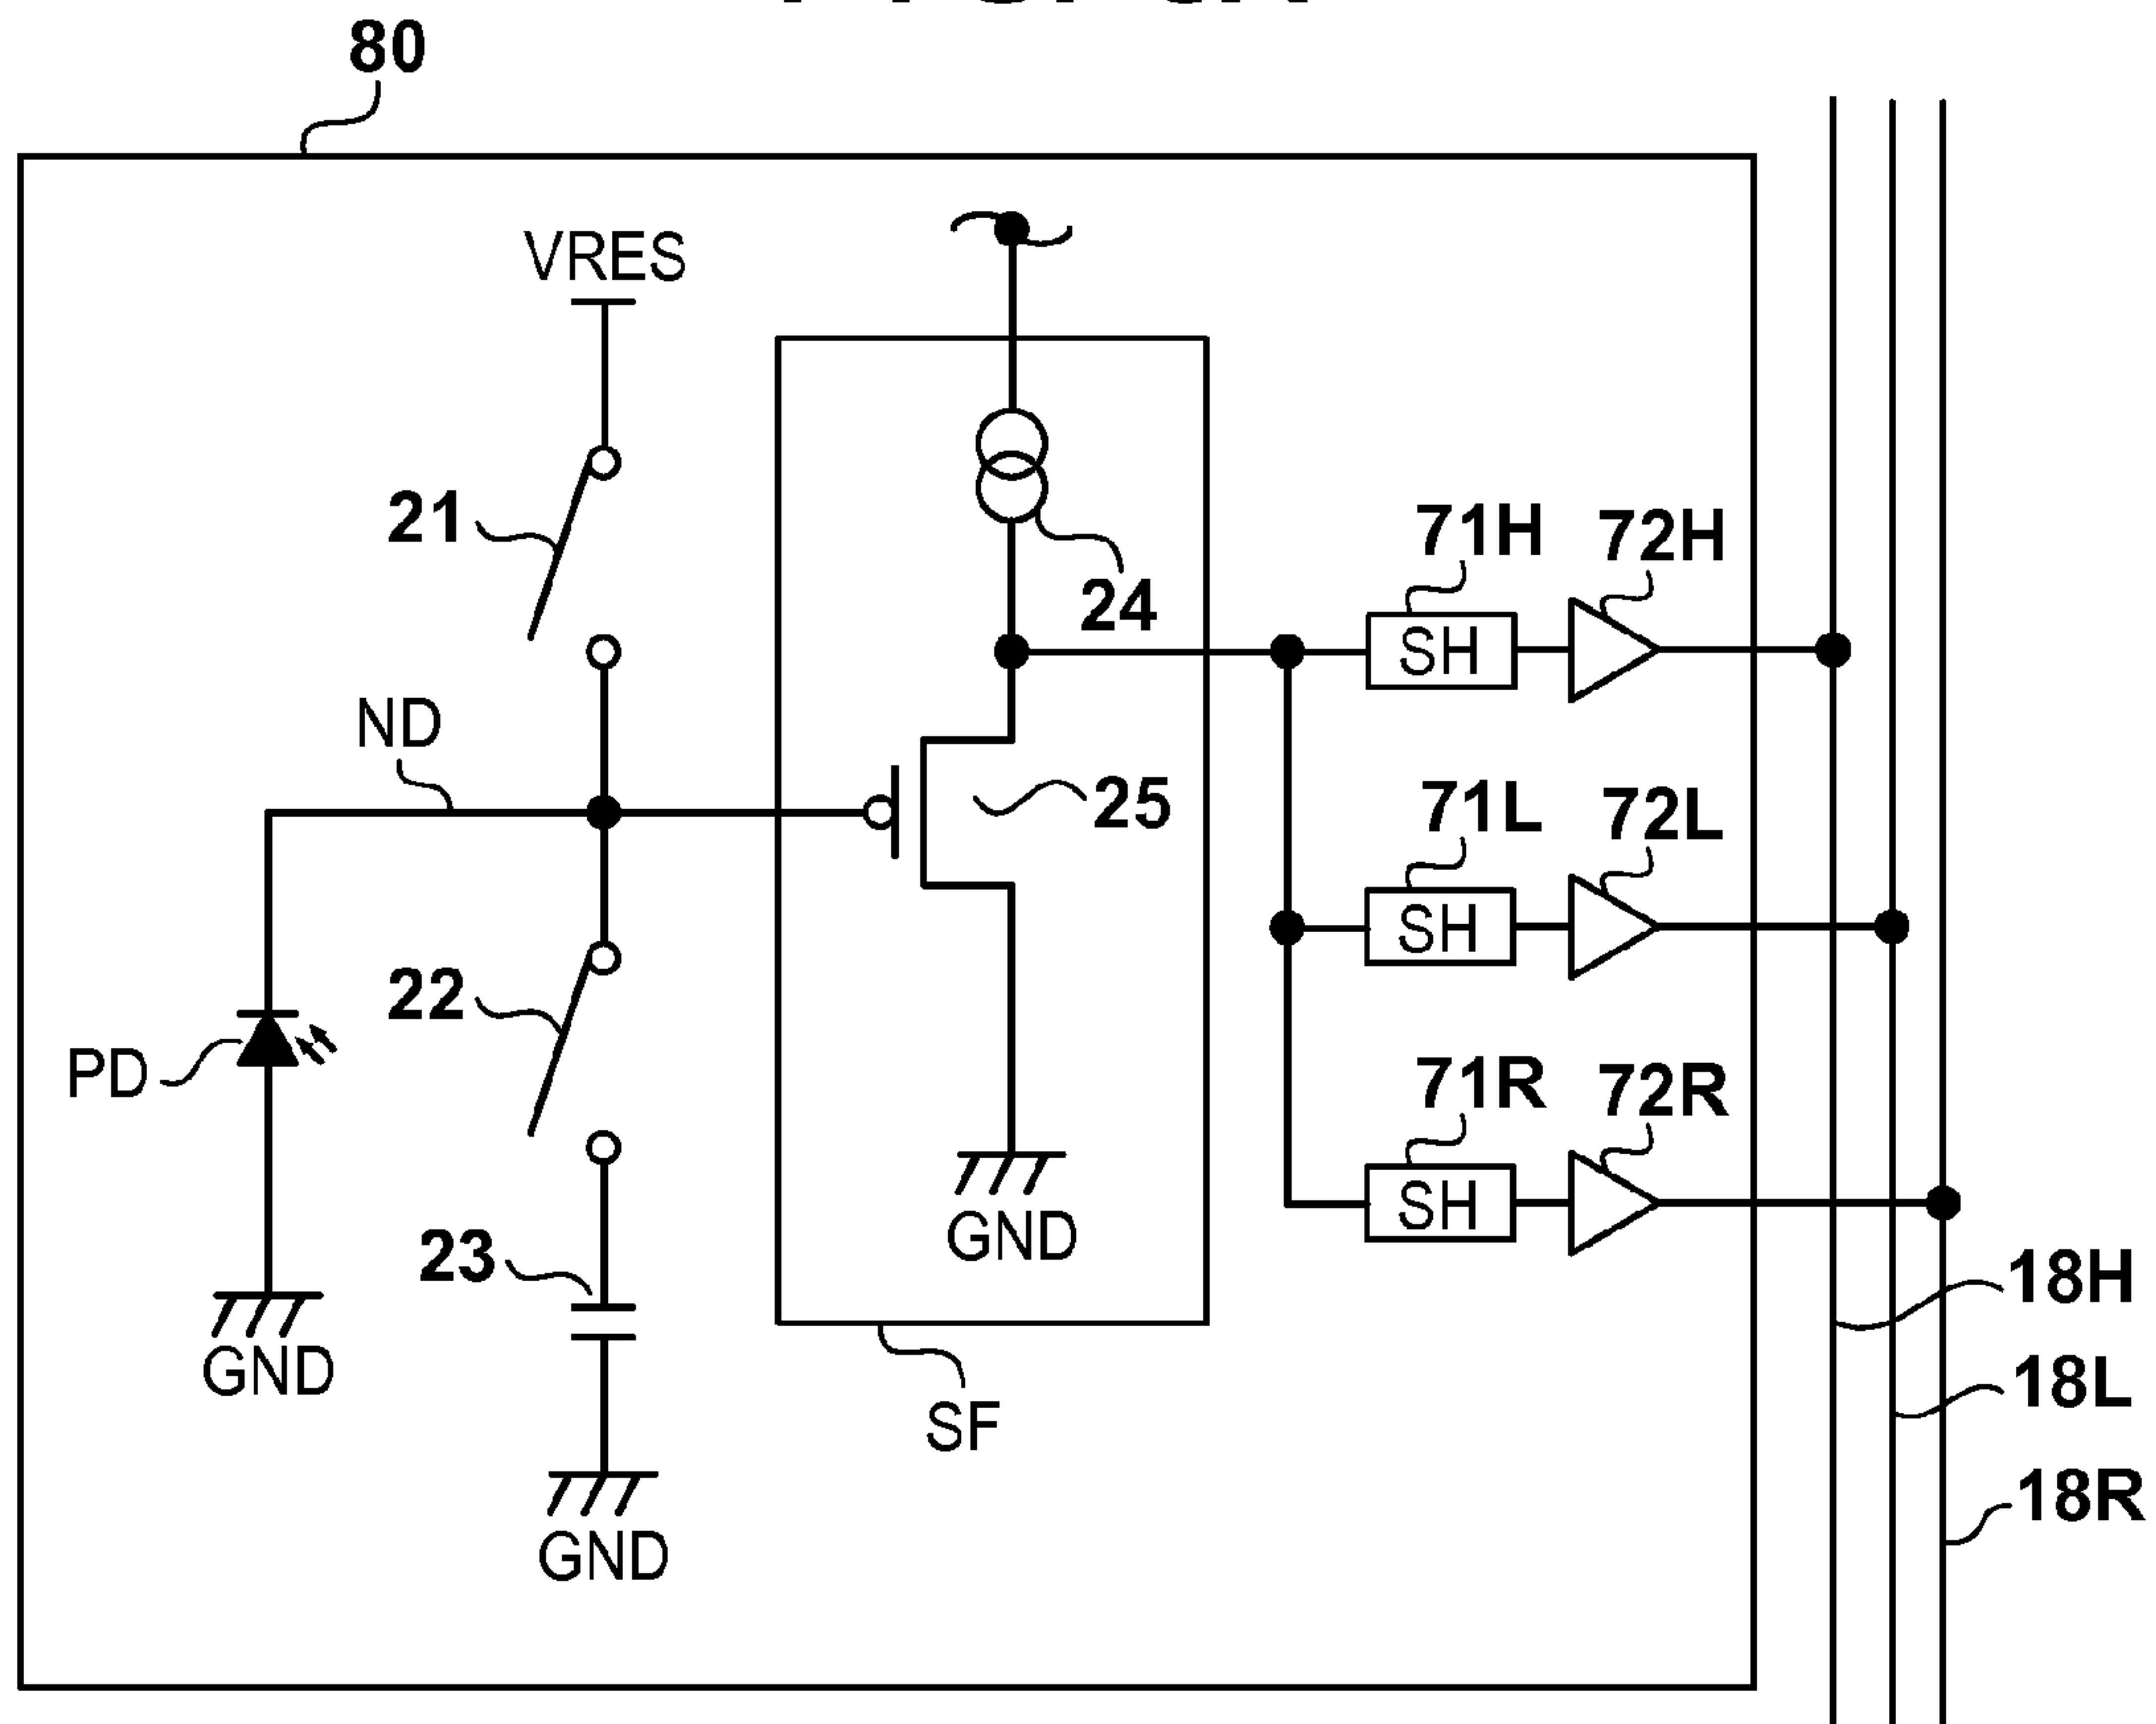 80
VRES
21
24
71H
72H
SH
ND
25
71L
72L
SH
22
PD
71R
72R
SH
23
GND
GND
SF
GND
18H
18L
18R